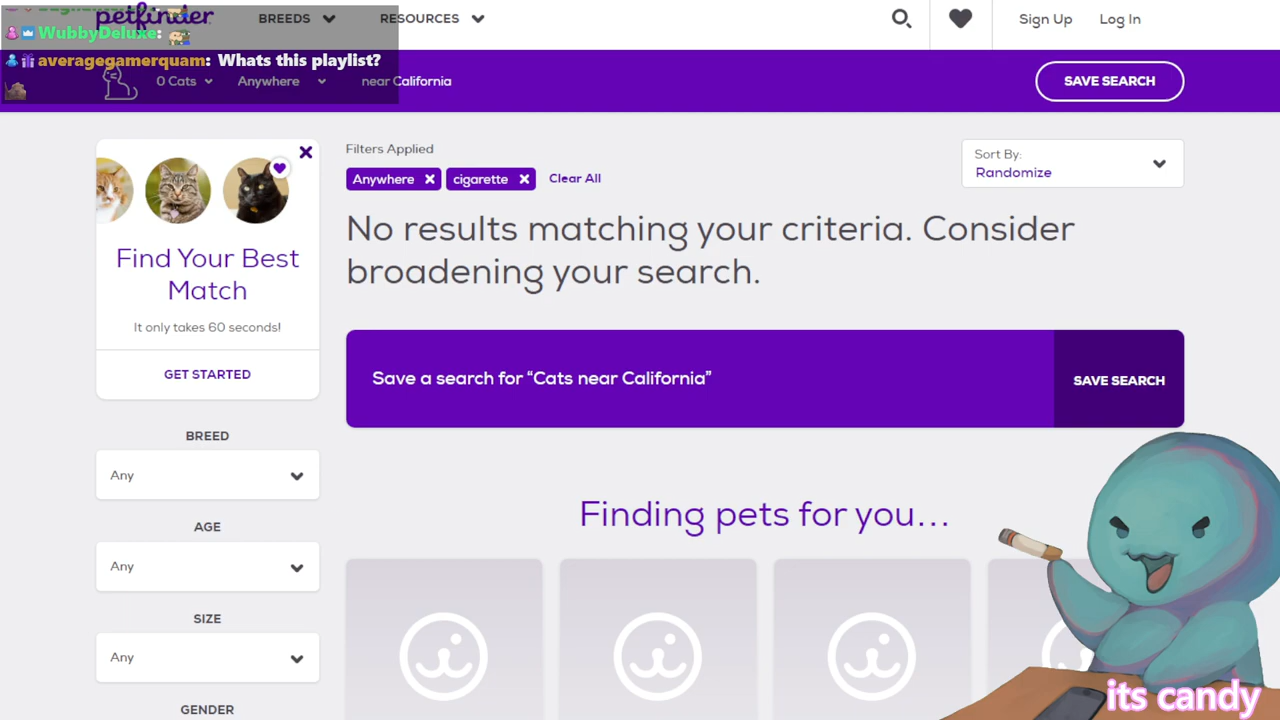 petfinder
BREEDS
RESOURCES
Sign Up
Log In
WubbyDeluxe:
averagegamerquam: Whats this playlist?
0 Cats
Anywhere
near California
SAVE SEARCH
Find Your Best
Match
It only takes 60 seconds!
GET STARTED
Filters Applied
Anywhere
cigarette
Clear All
Sort By:
Randomize
No results matching your criteria. Consider
broadening your search.
Save a search for “Cats near California”
SAVE SEARCH
BREED
Any
AGE
Any
SIZE
Any
GENDER
Finding pets for you...
its candy